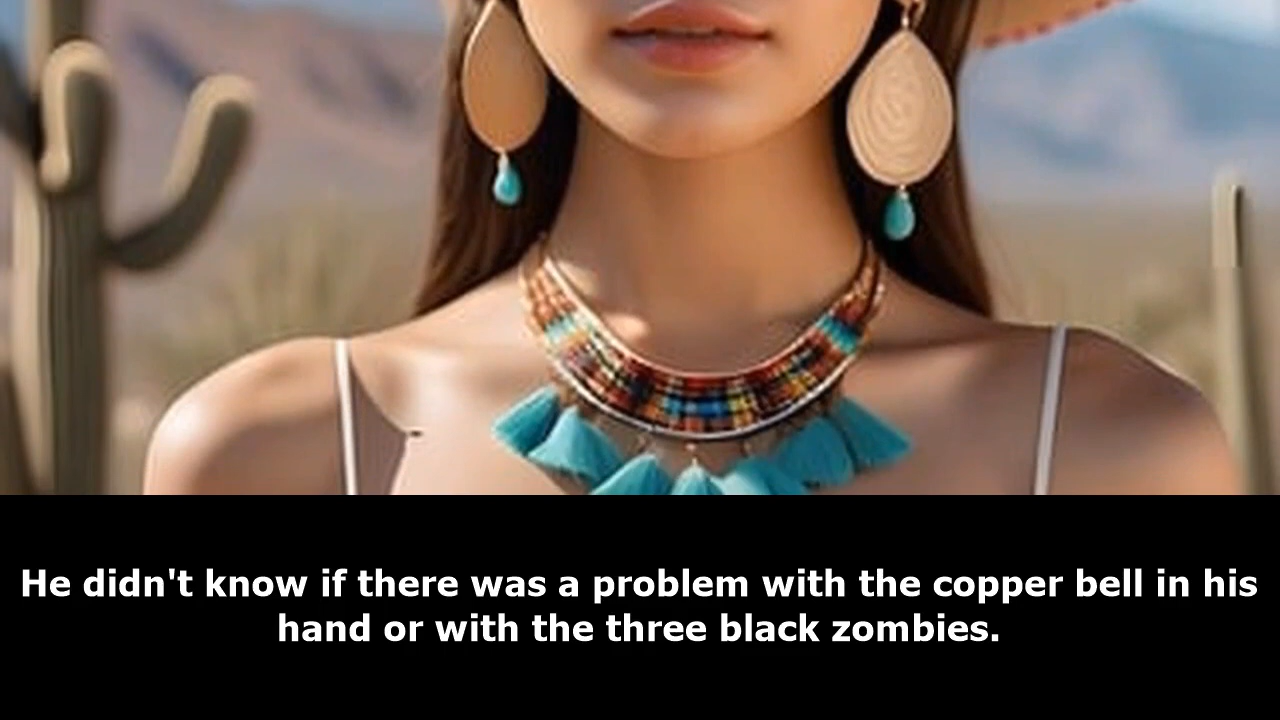 He didn't know if there was a problem with the copper bell in his
hand or with the three black zombies.